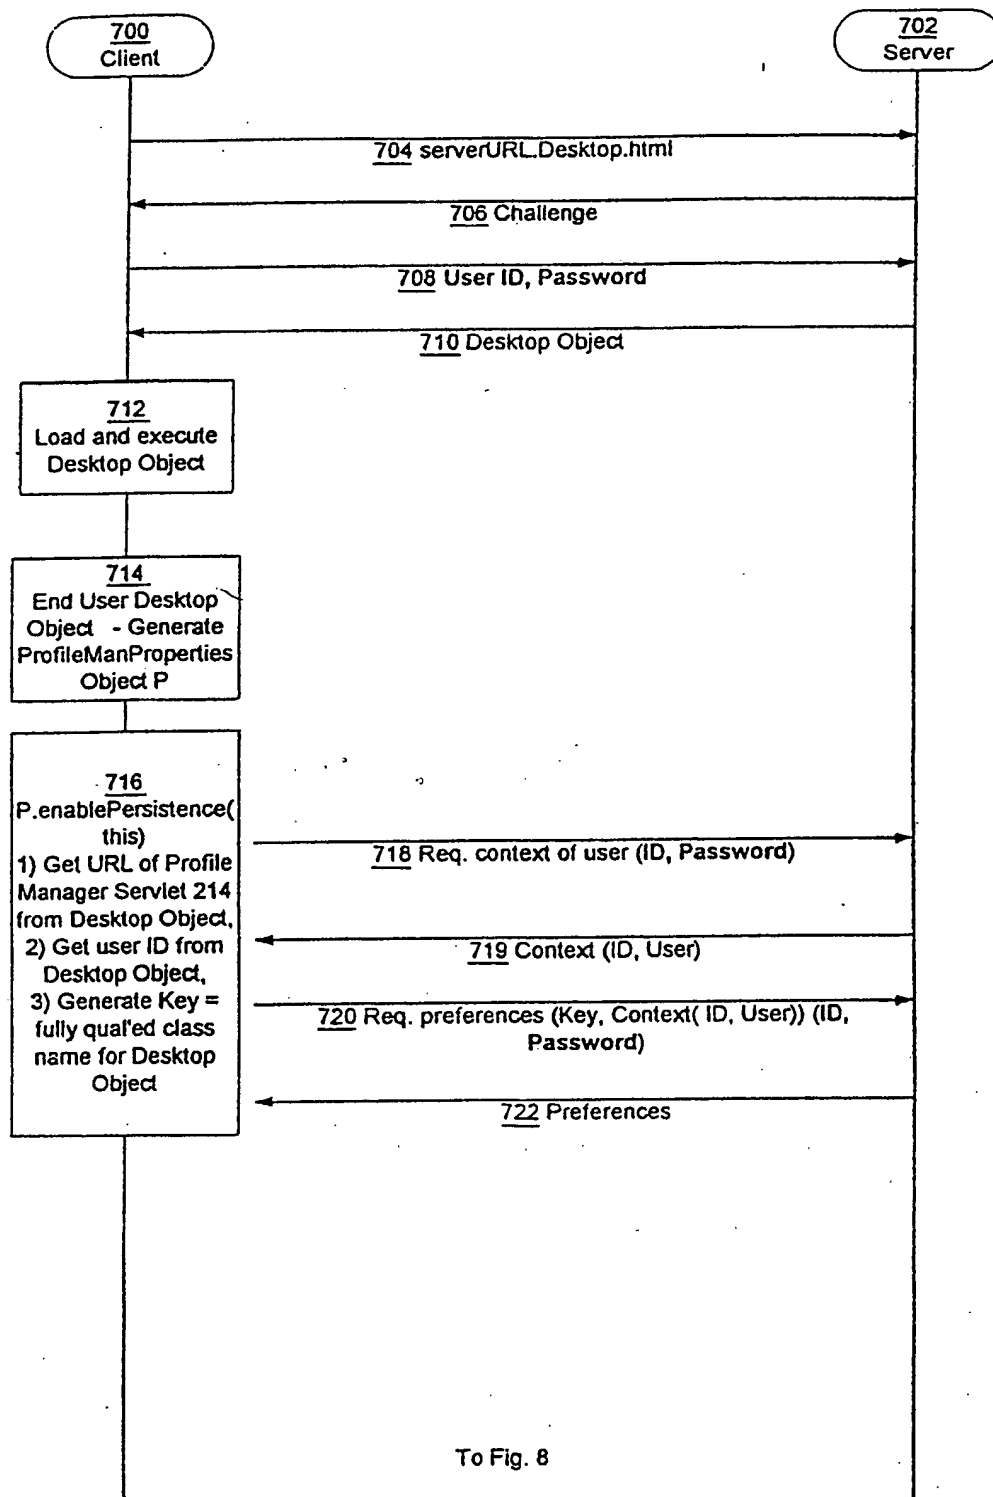 700
Client
702
Server
704 serverURL.Desktop.html
706 Challenge
708 User ID, Password
710 Desktop Object
712
Load and execute
Desktop Object
714
End User Desktop
Object - Generate
ProfileManProperties
Object P
716
P.enablePersistence(
this)
1) Get URL of Profile
Manager Servlet 214
from Desktop Object,
2) Get user ID from
Desktop Object,
3) Generate Key =
fully qual'ed class
name for Desktop
Object
718 Req. context of user (ID, Password)
719 Context (ID, User)
720 Req. preferences (Key, Context( ID, User)) (ID,
Password)
722 Preferences
To Fig. 8